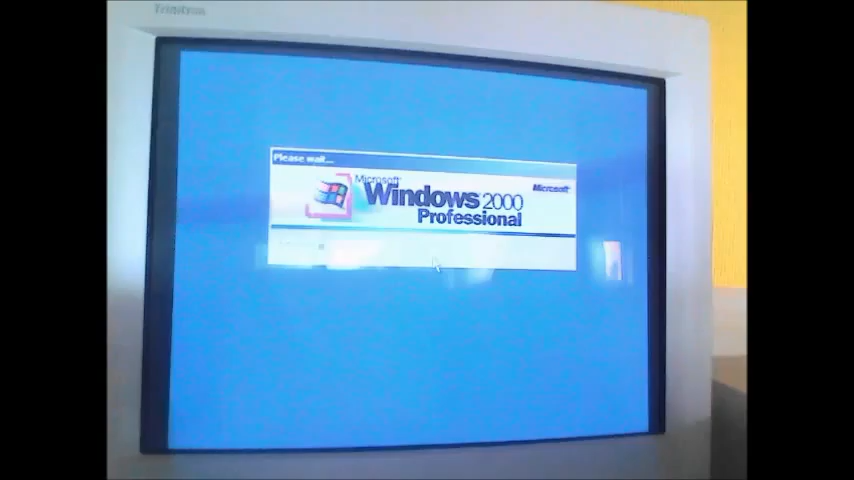 Trinitron
Please wait...
Microsoft
Microsoft
Windows 2000
Professional